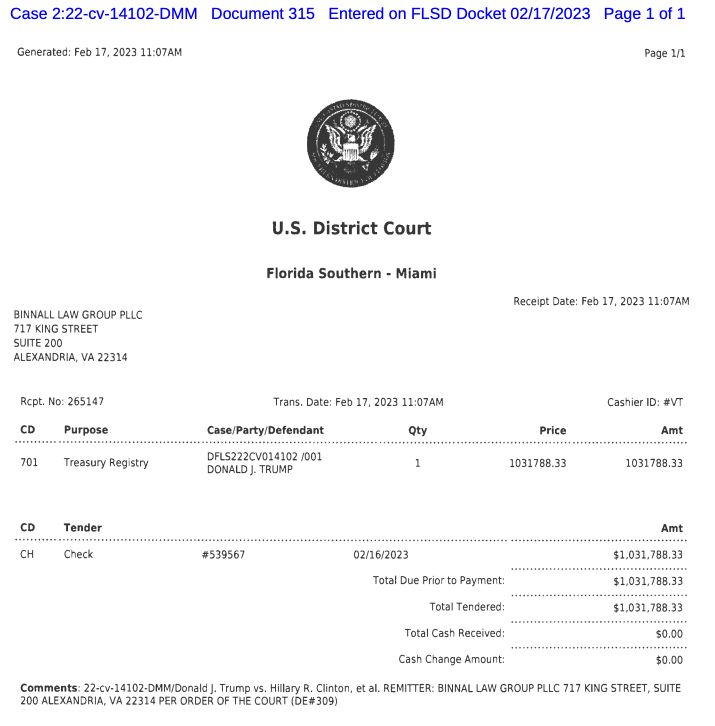 Case 2:22-cv-14102-DMM Document 315 Entered on FLSD Docket 02/17/2023 Page 1 of 1
Generated: Feb 17, 2023 11:07AM Page 1/1
U.S. District Court
Florida Southern - Miami
Receipt Date: Feb 17, 2023 11:07AM
BINNALL LAW GROUP PLLC
717 KING STREET
SUITE 200
ALEXANDRIA, VA 22314
Rcpt. No: 265147 Trans. Date: Feb 17, 2023 11:07AM Cashier ID: #VT
CD Purpose Case/Party/Defendant Qty Price Amt
701 Treasury Registry DFLS222CV014102 /001 1 1031788.33 1031788.33
DONALD J. TRUMP
CD Tender Amt
CH Check #539567 02/16/2023 $1,031,788.33
Total Due Prior to Payment: $1,031,788.33
Total Tendered: $1,031,788.33
Total Cash Received: $0.00
Cash Change Amount: $0.00
Comments: 22-cv-14102-DMM/Donald J. Trump vs. Hillary R. Clinton, et al. REMITTER: BINNAL LAW GROUP PLLC 717 KING STREET, SUITE
200 ALEXANDRIA, VA 22314 PER ORDER OF THE COURT (DE#309)